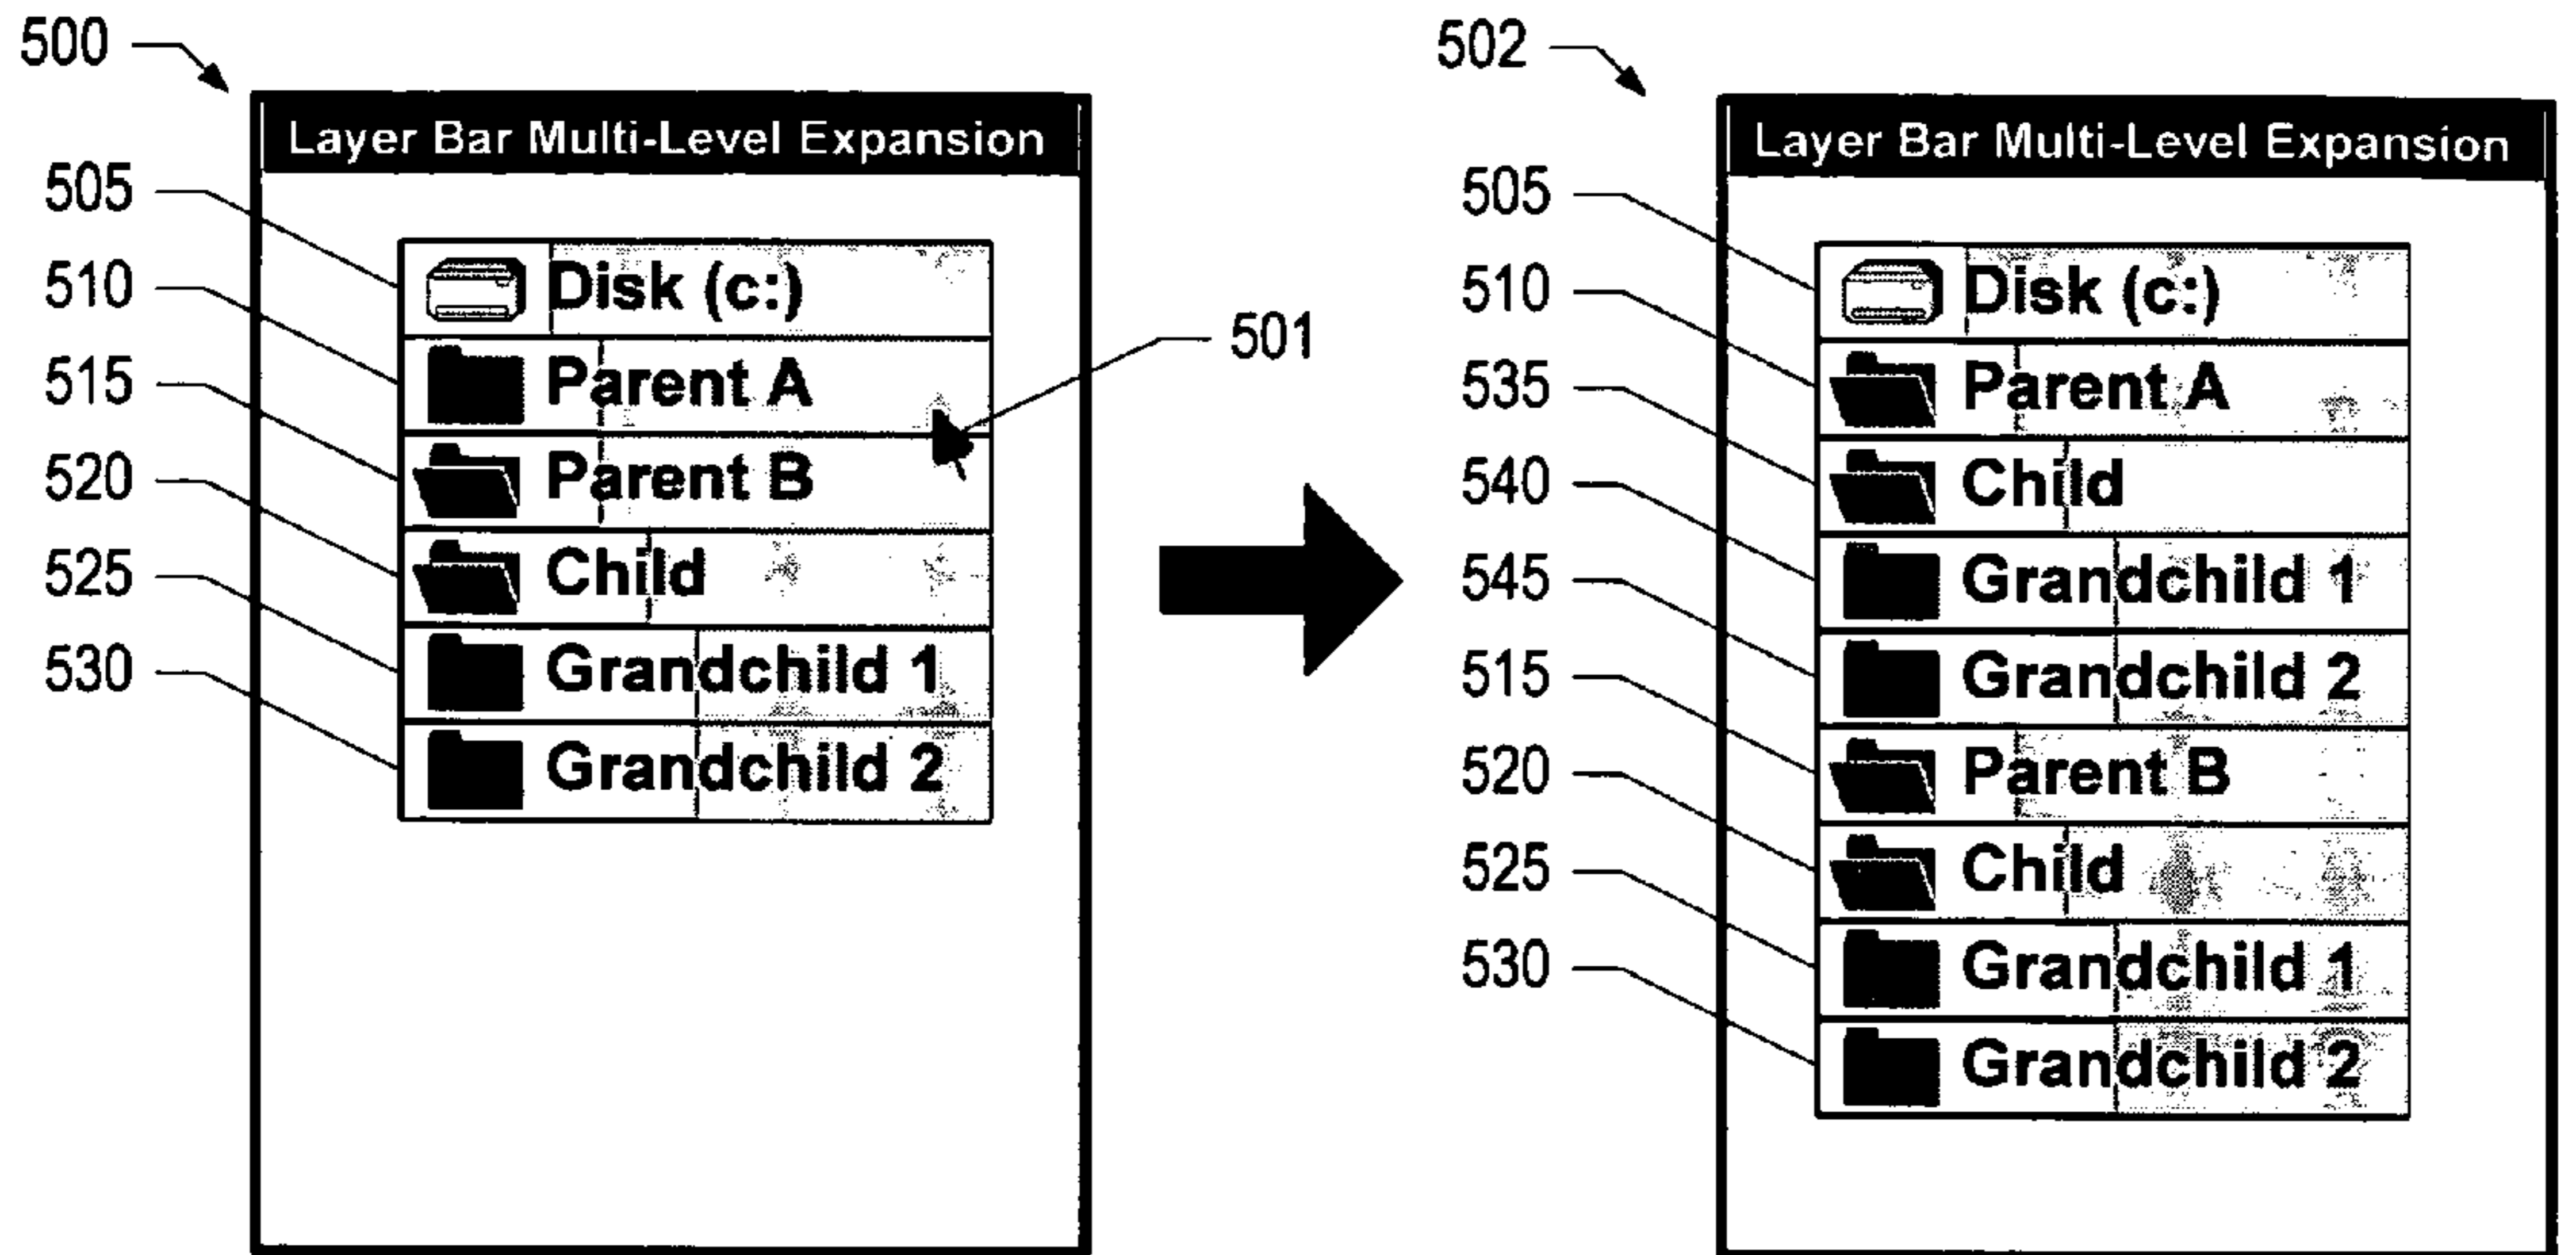 500
Layer Bar Multi-Level Expansion
505
Disk (c:)
510
Parent A
501
515
Parent B
520
Child
525
Grandchild 1
530
Grandchild 2
502
Layer Bar Multi-Level Expansion
505
Disk (c:)
510
Parent A
535
Child
540
Grandchild 1
545
Grandchild 2
515
Parent B
520
Child
525
Grandchild 1
530
Grandchild 2